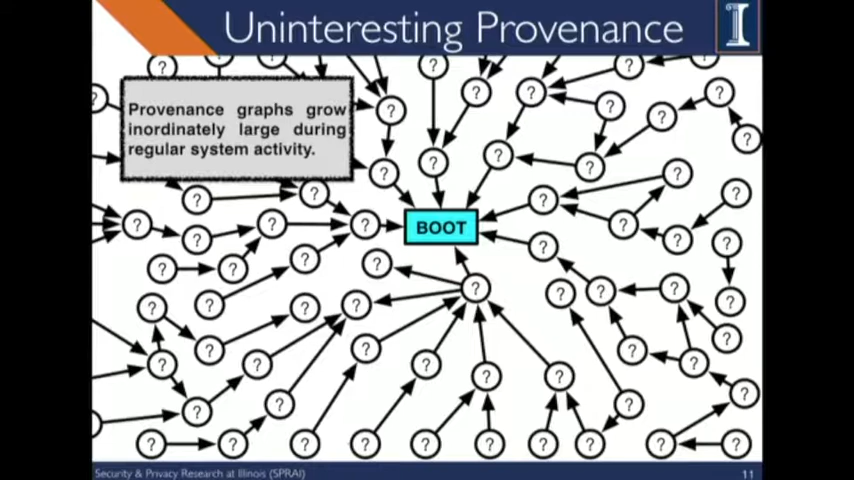 Uninteresting Provenance
I
Provenance graphs grow
inordinately large during
regular system activity.
BOOT
Security & Privacy Research at Illinois (SPRAI)
11